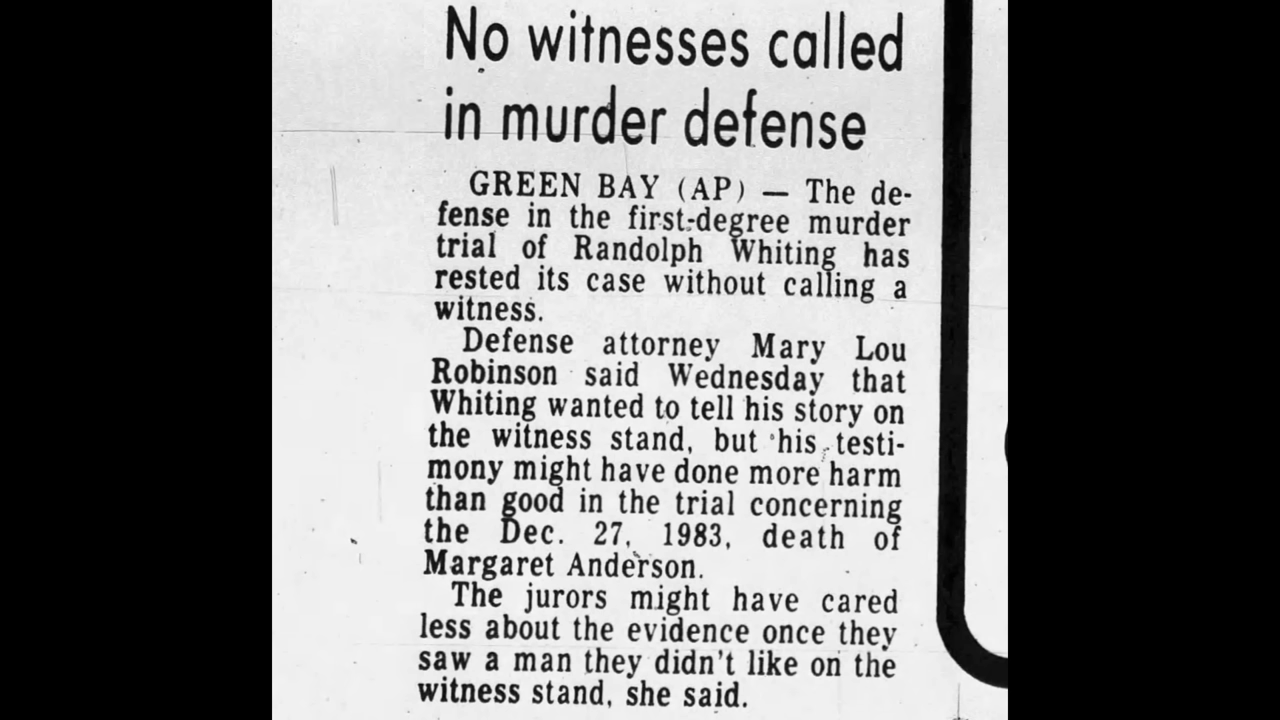 No witnesses called
in murder defense
GREEN BAY (AP) — The de-
fense in the first-degree murder
trial of Randolph Whiting has
rested its case without calling a
witness.
Defense attorney Mary Lou
Robinson said Wednesday that
Whiting wanted to tell his story on
the witness stand, but his testi-
mony might have done more harm
than good in the trial concerning
the Dec. 27, 1983, death of
Margaret Anderson.
The jurors might have cared
less about the evidence once they
saw a man they didn't like on the
witness stand, she said.